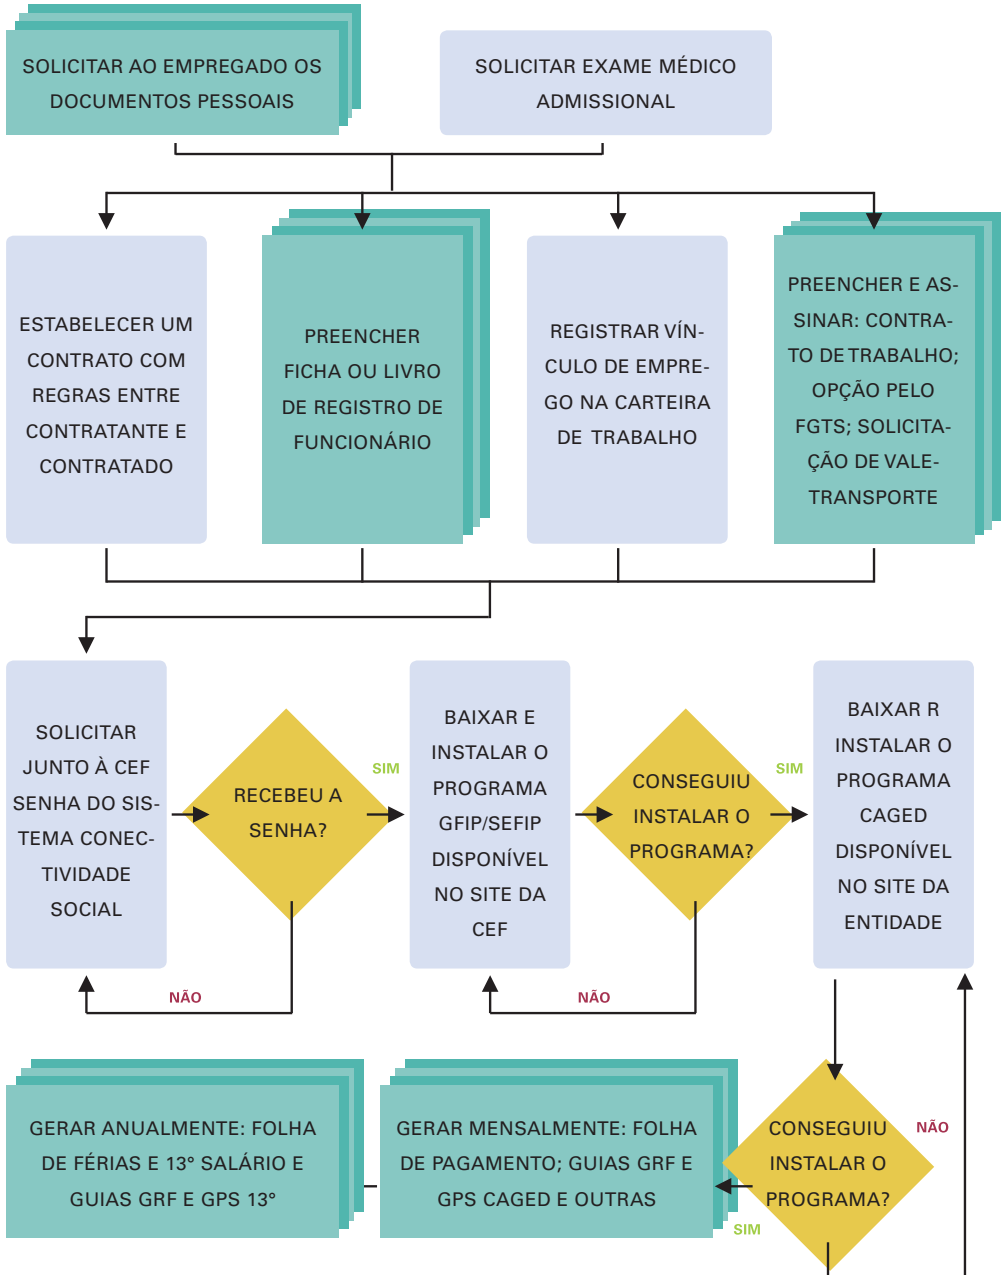 SOLICITAR AO EMPREGADO OS
DOCUMENTOS PESSOAIS
SOLICITAR EXAME MÉDICO
ADMISSIONAL
ESTABELECER UM
CONTRATO COM
REGRAS ENTRE
CONTRATANTE E
CONTRATADO
PREENCHER
FICHA OU LIVRO
DE REGISTRO DE
FUNCIONÁRIO
REGISTRAR VÍN-
CULO DE EMPRE-
GO NA CARTEIRA
DE TRABALHO
PREENCHER E AS-
SINAR: CONTRA-
TO DE TRABALHO;
OPÇÃO PELO
FGTS; SOLICITA-
ÇÃO DE VALE-
TRANSPORTE
SOLICITAR
JUNTO À CEF
SENHA DO SIS-
TEMA CONEC-
TIVIDADE
SOCIAL
RECEBEU A
SENHA?
SIM
NÃO
BAIXAR E
INSTALAR O
PROGRAMA
GFIP/SEFIP
DISPONÍVEL
NO SITE DA
CEF
CONSEGUIU
INSTALAR O
PROGRAMA?
SIM
NÃO
BAIXAR R
INSTALAR O
PROGRAMA
CAGED
DISPONÍVEL
NO SITE DA
ENTIDADE
CONSEGUIU
INSTALAR O
PROGRAMA?
NÃO
SIM
GERAR MENSALMENTE: FOLHA
DE PAGAMENTO; GUIAS GRF E
GPS CAGED E OUTRAS
GERAR ANUALMENTE: FOLHA
DE FÉRIAS E 13º SALÁRIO E
GUIAS GRF E GPS 13º